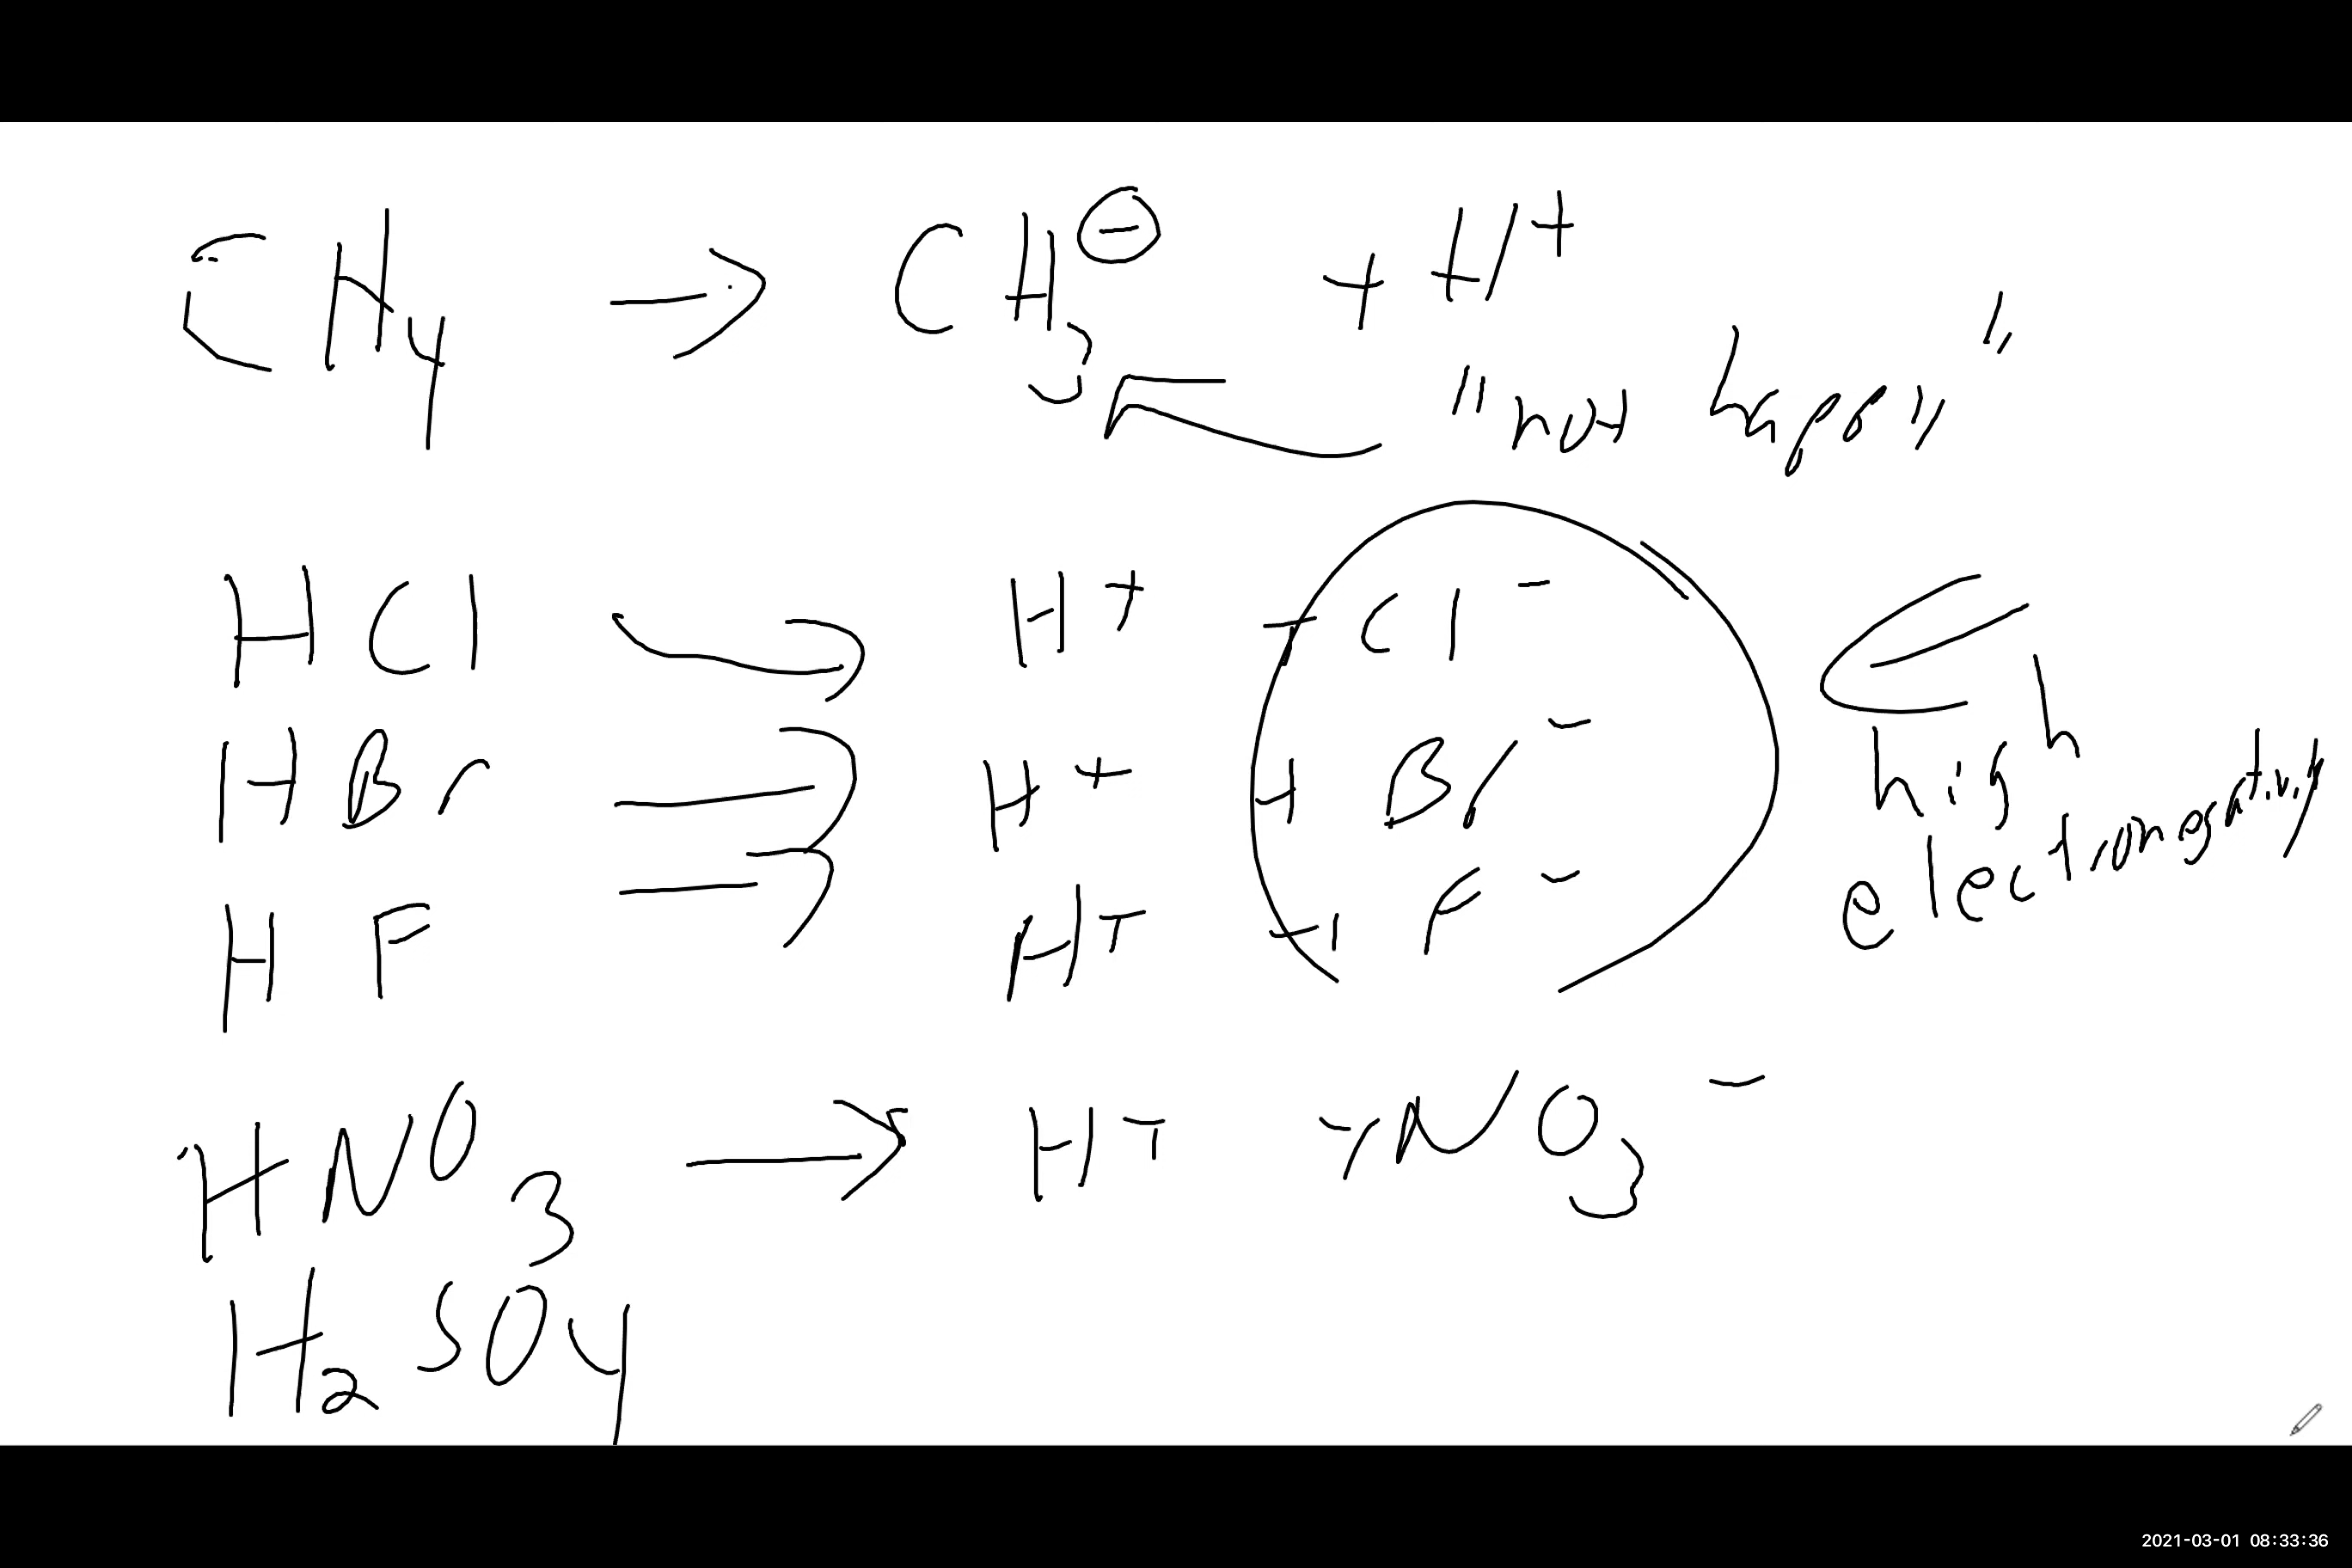 CH4 → CH3⊖ + H+
"not happy"
HCl → H+ + Cl-
HBr → H+ + Br-
HF → H+ + F-
high
electronegativity
HNO3 → H+ + NO3-
H2SO4
2021-03-01 08:33:36